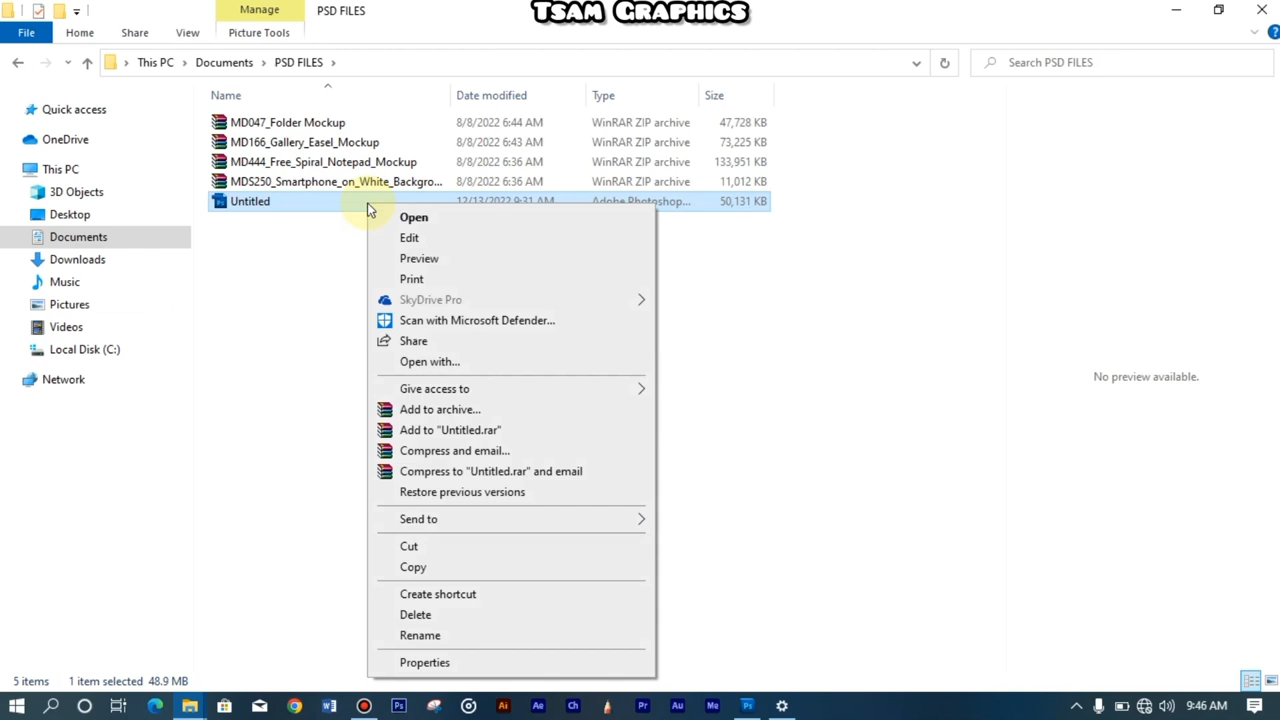 Manage
PSD FILES
Tsam Graphics
File
Home
Share
View
Picture Tools
This PC
Documents
PSD FILES
Search PSD FILES
Name
Date modified
Type
Size
Quick access
OneDrive
This PC
3D Objects
Desktop
Documents
Downloads
Music
Pictures
Videos
Local Disk (C:)
Network
MD047_Folder Mockup 8/8/2022 6:44 AM WinRAR ZIP archive 47,728 KB
MD166_Gallery_Easel_Mockup 8/8/2022 6:43 AM WinRAR ZIP archive 73,225 KB
MD444_Free_Spiral_Notepad_Mockup 8/8/2022 6:36 AM WinRAR ZIP archive 133,951 KB
MDS250_Smartphone_on_White_Backgro... 8/8/2022 6:36 AM WinRAR ZIP archive 11,012 KB
Untitled 12/13/2022 9:31 AM Adobe Photoshop... 50,131 KB
Open
Edit
Preview
Print
SkyDrive Pro
Scan with Microsoft Defender...
Share
Open with...
Give access to
Add to archive...
Add to "Untitled.rar"
Compress and email...
Compress to "Untitled.rar" and email
Restore previous versions
Send to
Cut
Copy
Create shortcut
Delete
Rename
Properties
No preview available.
5 items 1 item selected 48.9 MB
W
Ps
Ai
Ae
Ch
Pr
Au
Me
Ps
9:46 AM